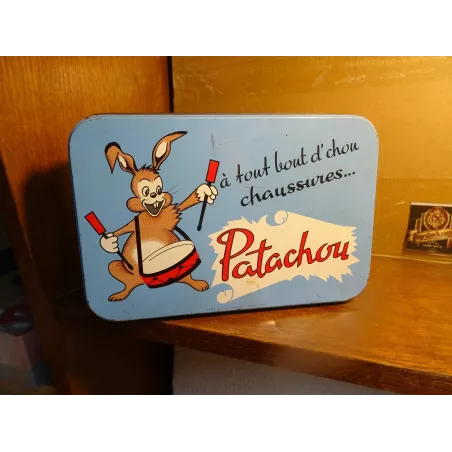 à tout bout d'chou
chaussures...
Patachou